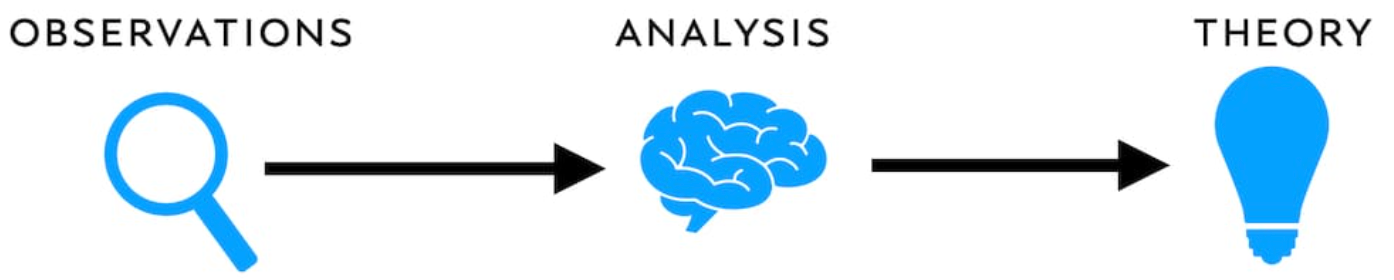 OBSERVATIONS ANALYSIS THEORY